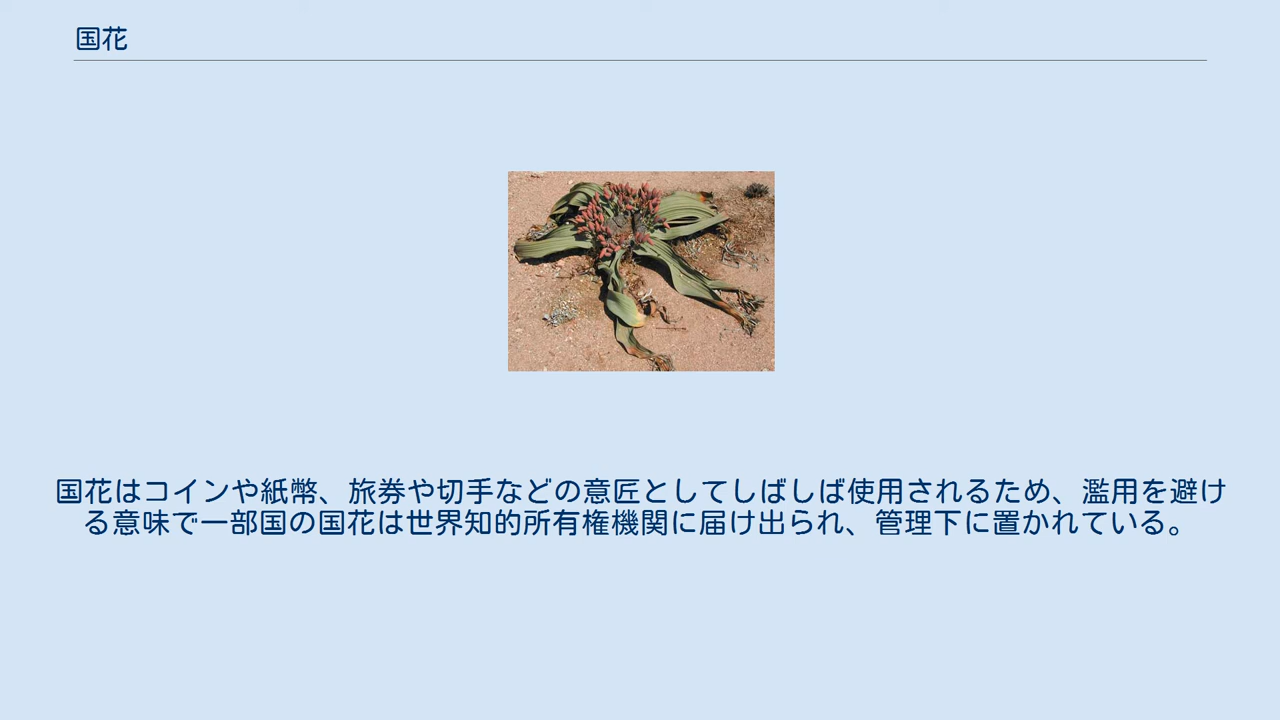 国花
国花はコインや紙幣、旅券や切手などの意匠としてしばしば使用されるため、濫用を避け
る意味で一部国の国花は世界知的所有権機関に届け出られ、管理下に置かれている。